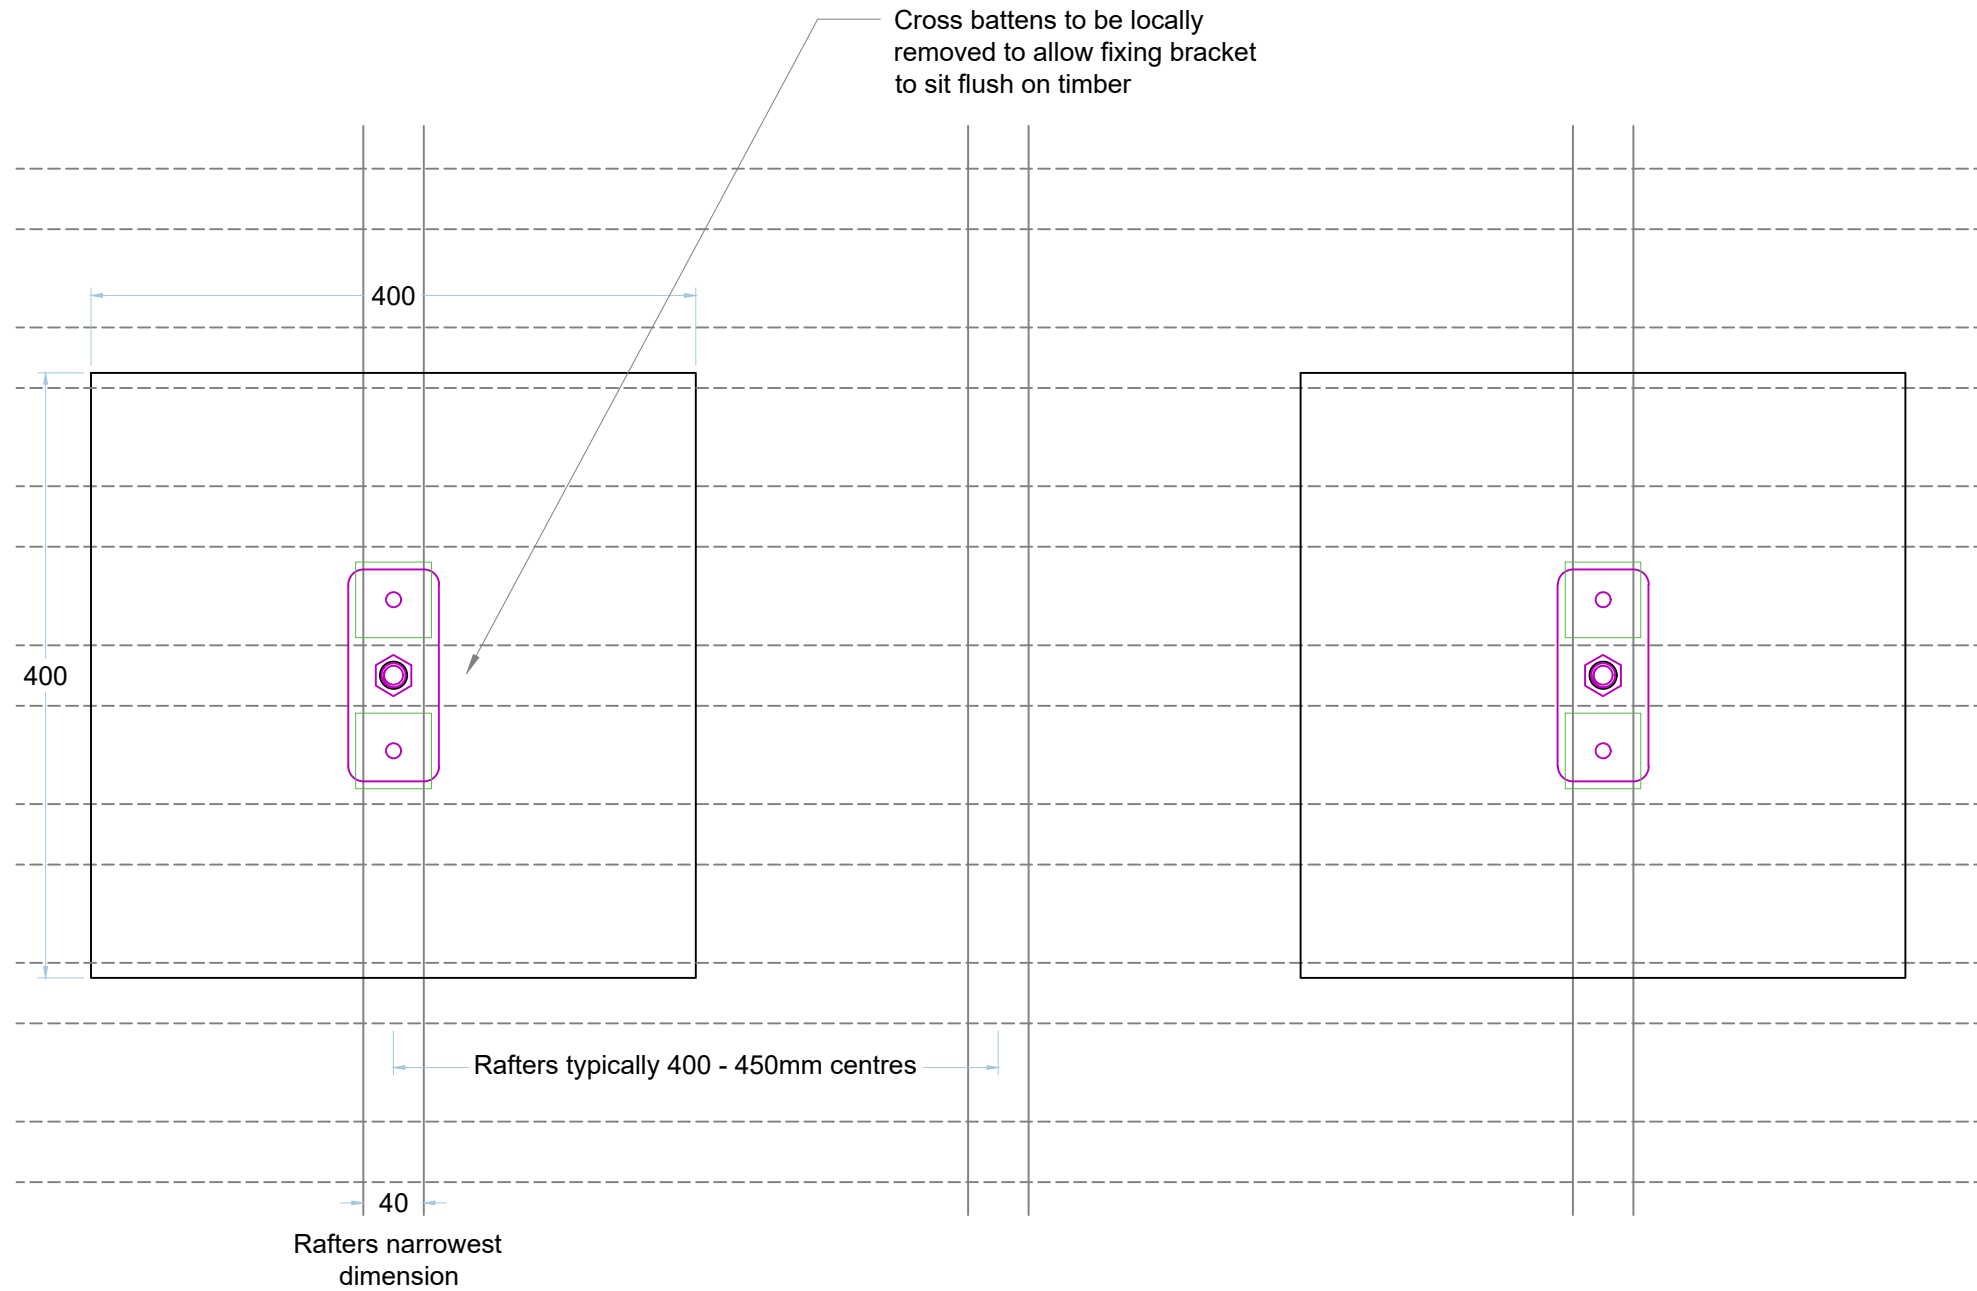 Cross battens to be locally
removed to allow fixing bracket
to sit flush on timber
400
400
Rafters typically 400 - 450mm centres
40
Rafters narrowest
dimension